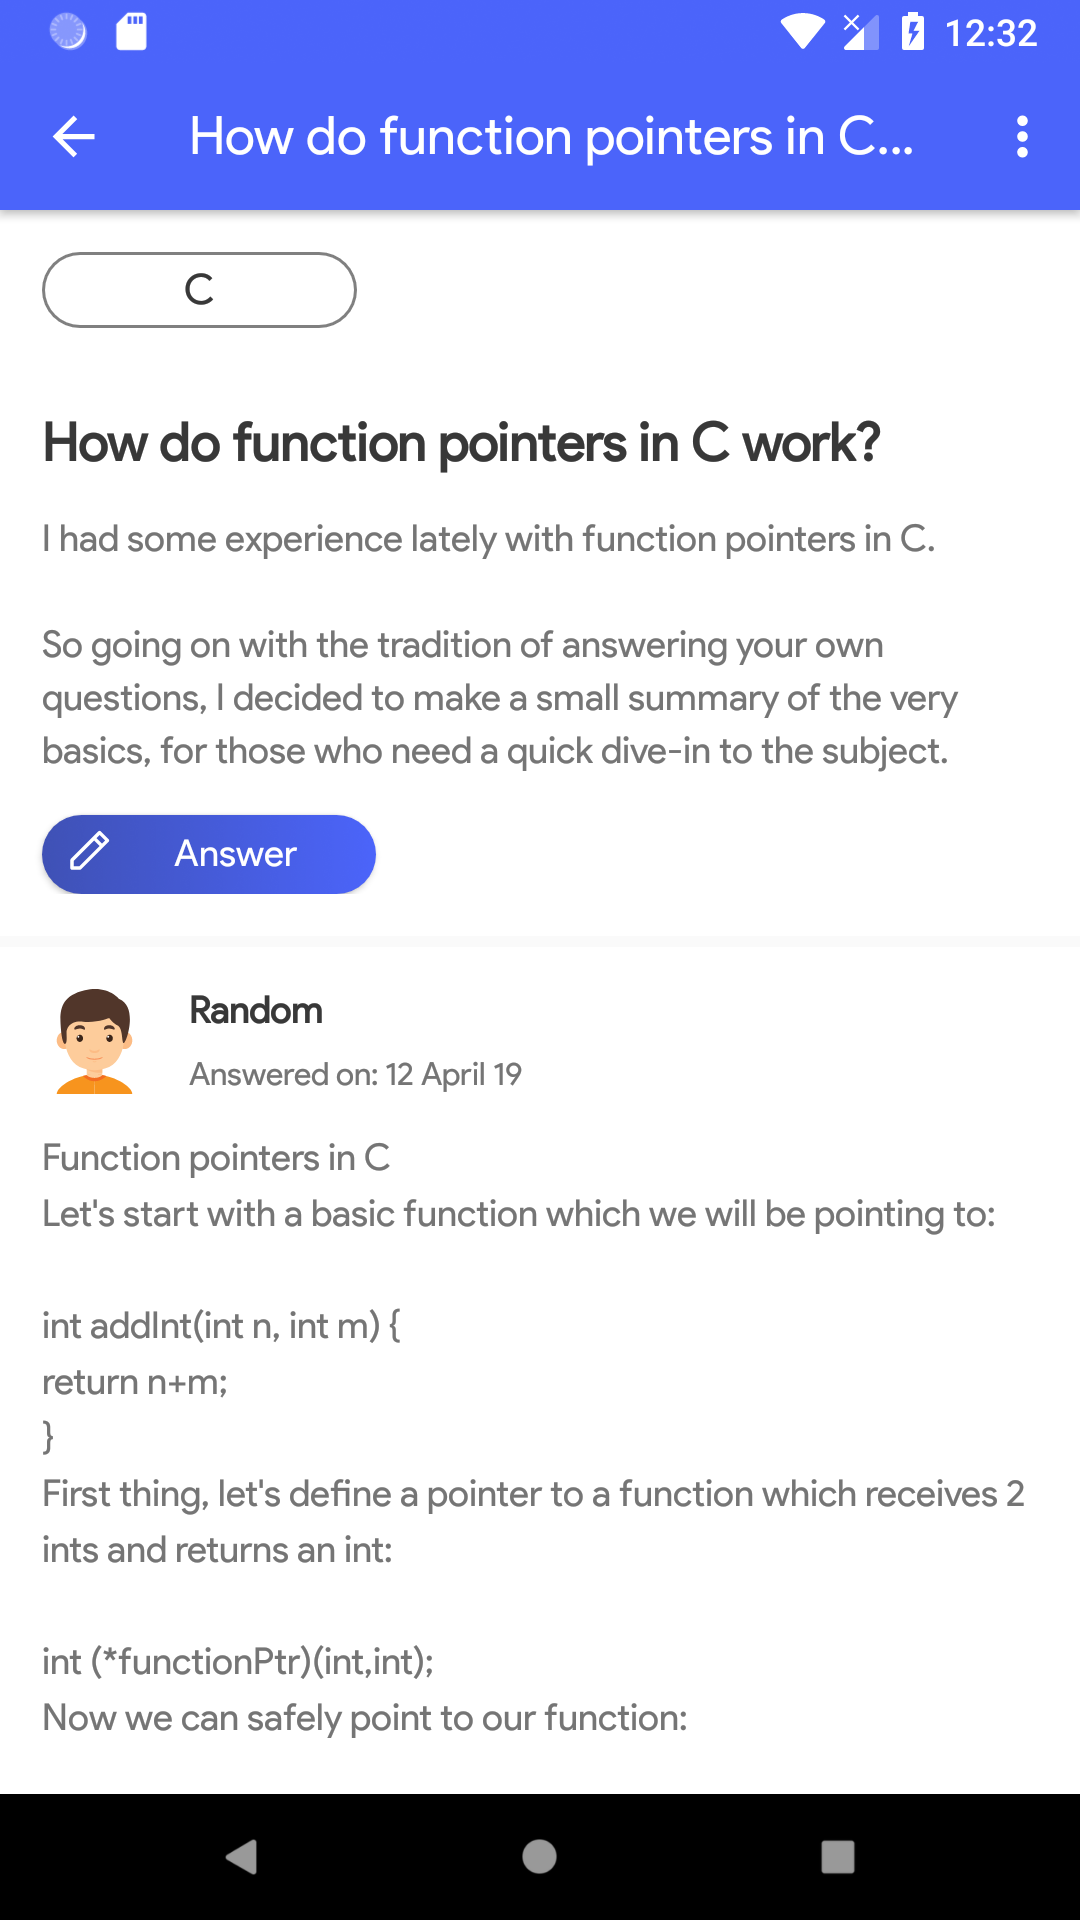 12:32
How do function pointers in C...
C
How do function pointers in C work?
I had some experience lately with function pointers in C.
So going on with the tradition of answering your own
questions, I decided to make a small summary of the very
basics, for those who need a quick dive-in to the subject.
Answer
Random
Answered on: 12 April 19
Function pointers in C
Let's start with a basic function which we will be pointing to:
int addInt(int n, int m) {
return n+m;
}
First thing, let's define a pointer to a function which receives 2
ints and returns an int:
int (*functionPtr)(int,int);
Now we can safely point to our function: